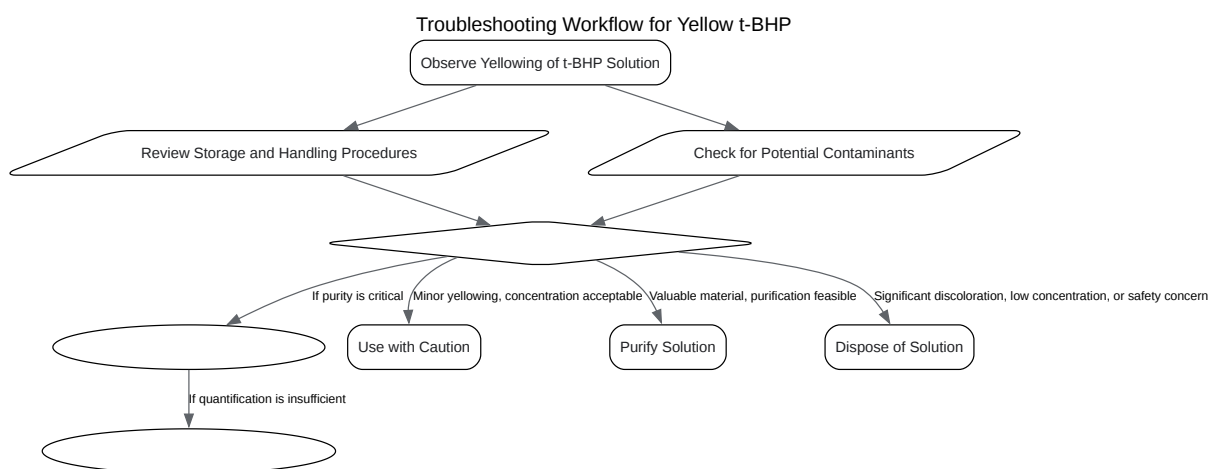 Troubleshooting Workflow for Yellow t-BHP
Observe Yellowing of t-BHP Solution
Review Storage and Handling Procedures
Check for Potential Contaminants
If purity is critical
Minor yellowing, concentration acceptable
Valuable material, purification feasible
Significant discoloration, low concentration, or safety concern
Use with Caution
Purify Solution
Dispose of Solution
If quantification is insufficient